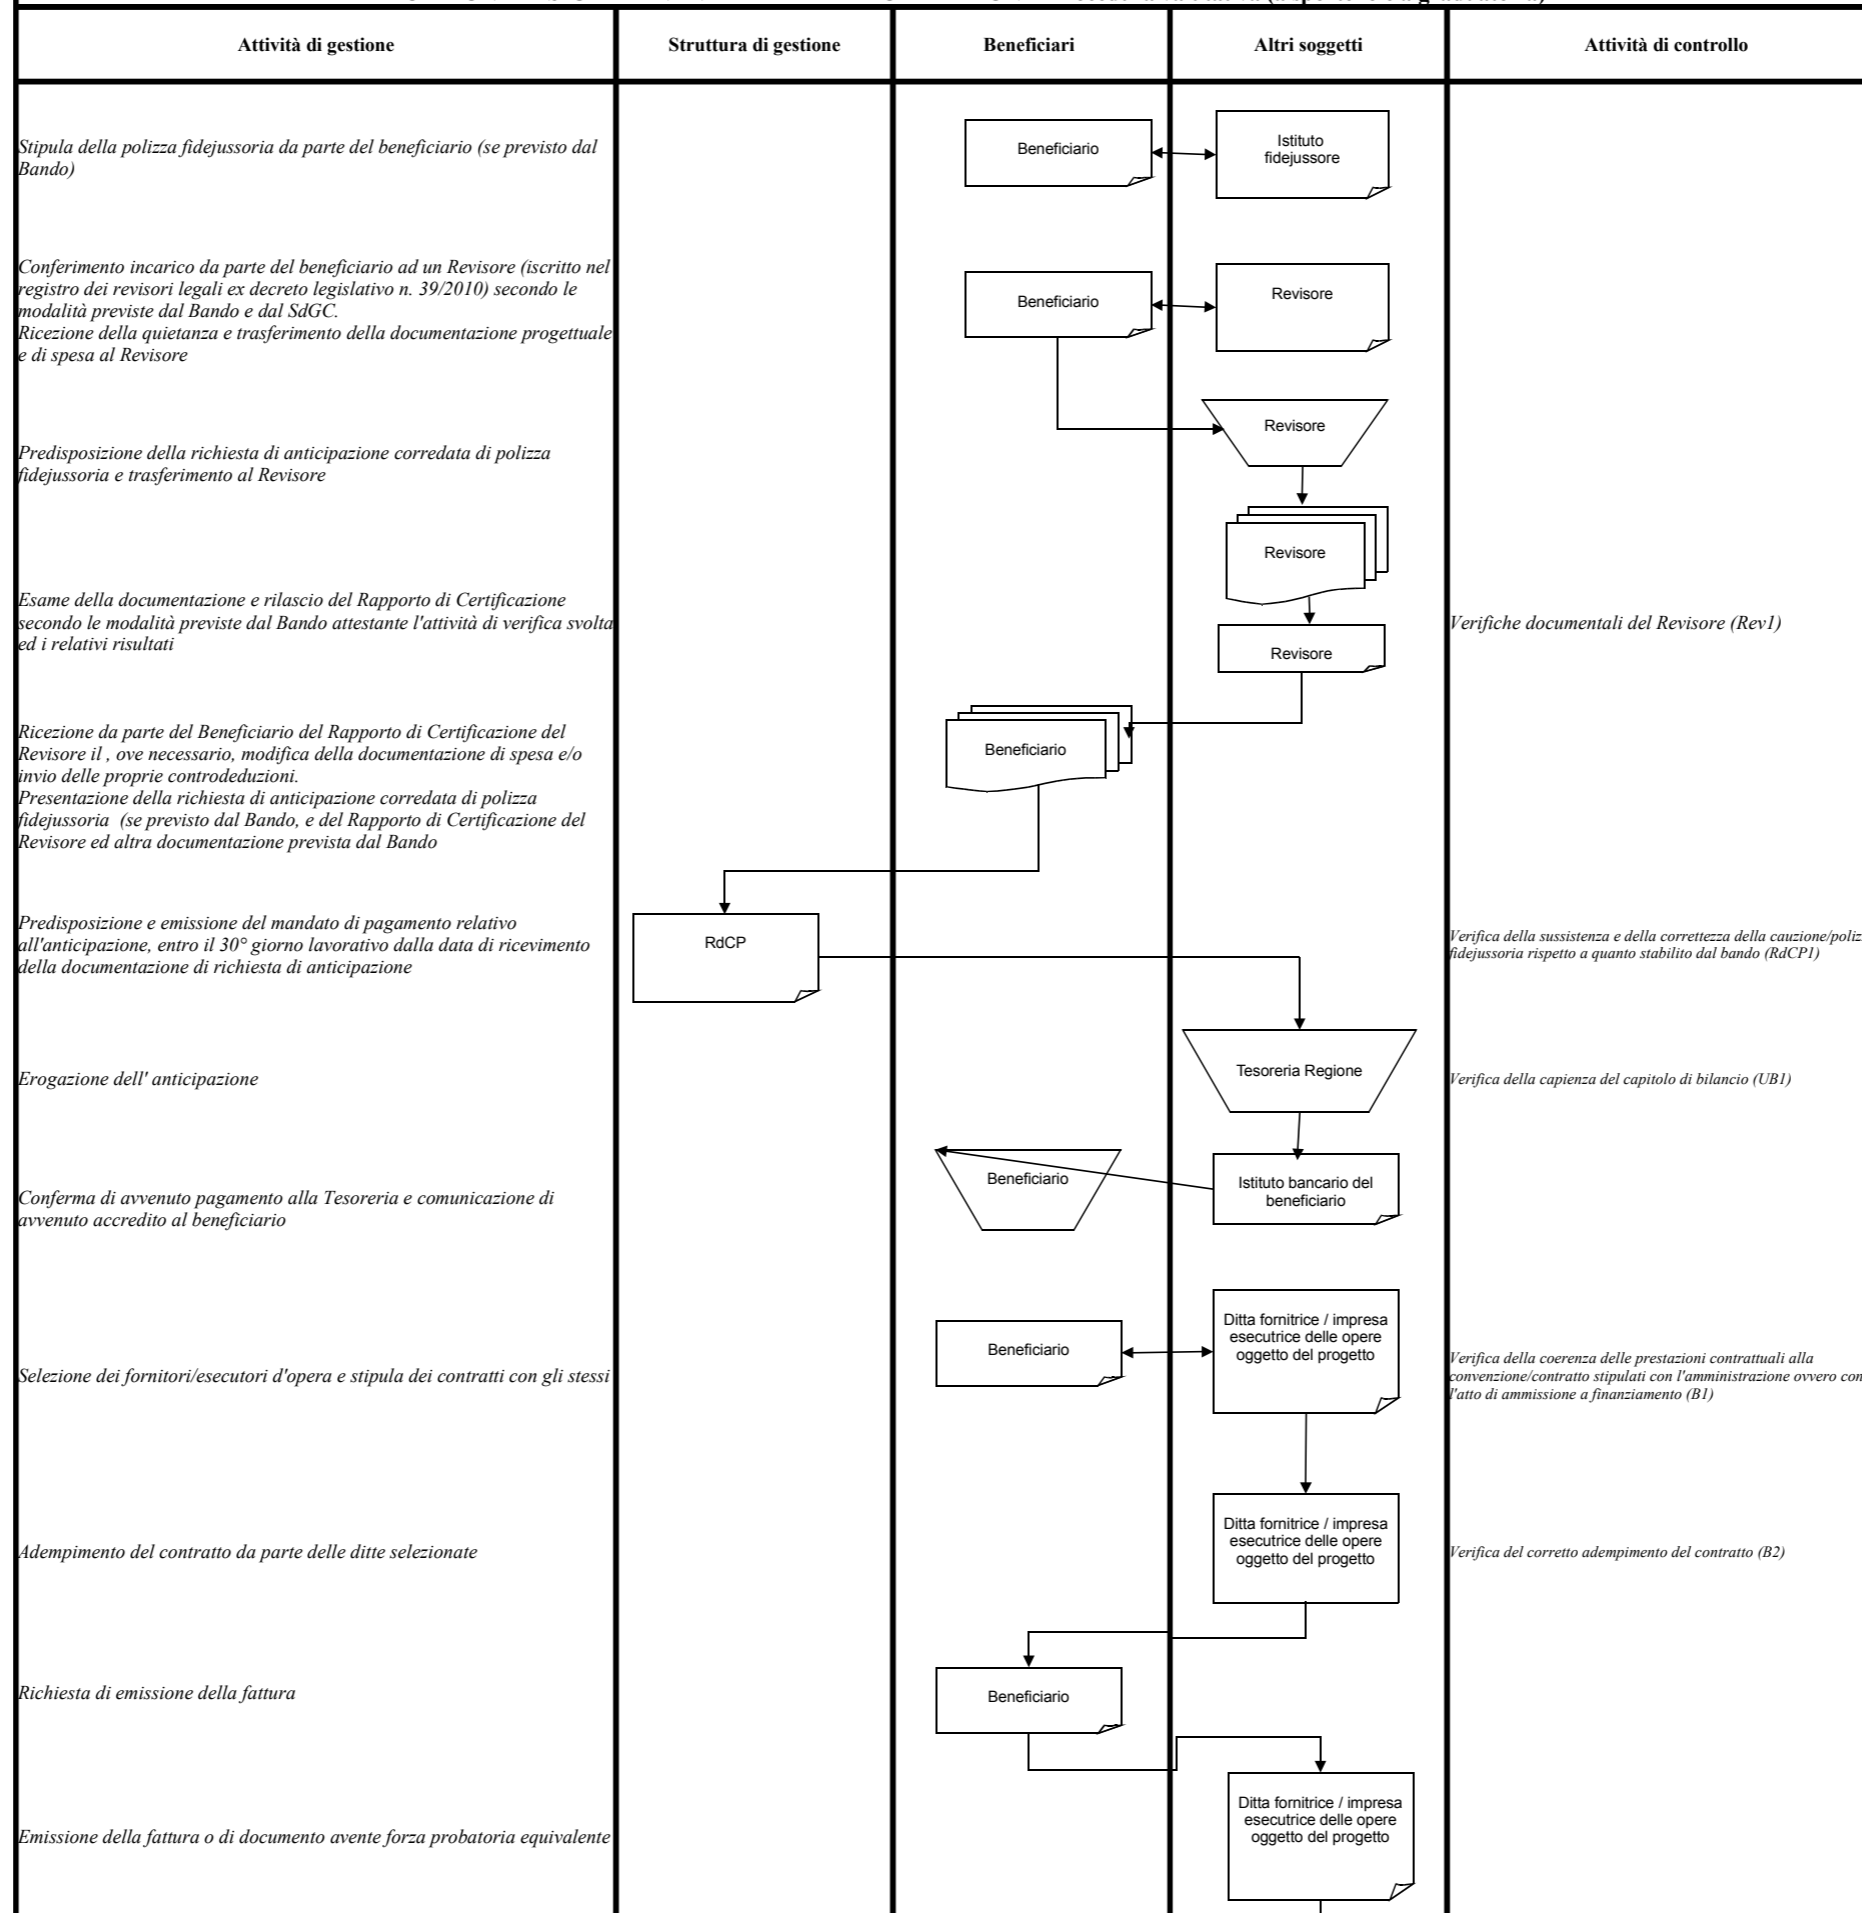 Attività di gestione
Struttura di gestione
Beneficiari
Altri soggetti
Attività di controllo
Stipula della polizza fidejussoria da parte del beneficiario (se previsto dal
Bando)
Beneficiario
Istituto
fidejussore
Conferimento incarico da parte del beneficiario ad un Revisore (iscritto nel
registro dei revisori legali ex decreto legislativo n. 39/2010) secondo le
modalità previste dal Bando e dal SdGC.
Ricezione della quietanza e trasferimento della documentazione progettuale
e di spesa al Revisore
Beneficiario
Revisore
Predisposizione della richiesta di anticipazione corredata di polizza
fidejussoria e trasferimento al Revisore
Revisore
Revisore
Esame della documentazione e rilascio del Rapporto di Certificazione
secondo le modalità previste dal Bando attestante l'attività di verifica svolta
ed i relativi risultati
Revisore
Verifiche documentali del Revisore (Rev1)
Ricezione da parte del Beneficiario del Rapporto di Certificazione del
Revisore il , ove necessario, modifica della documentazione di spesa e/o
invio delle proprie controdeduzioni.
Presentazione della richiesta di anticipazione corredata di polizza
fidejussoria  (se previsto dal Bando, e del Rapporto di Certificazione del
Revisore ed altra documentazione prevista dal Bando
Beneficiario
Predisposizione e emissione del mandato di pagamento relativo
all'anticipazione, entro il 30° giorno lavorativo dalla data di ricevimento
della documentazione di richiesta di anticipazione
RdCP
Verifica della sussistenza e della correttezza della cauzione/poliz
fidejussoria rispetto a quanto stabilito dal bando (RdCP1)
Erogazione dell' anticipazione
Tesoreria Regione
Verifica della capienza del capitolo di bilancio (UB1)
Conferma di avvenuto pagamento alla Tesoreria e comunicazione di
avvenuto accredito al beneficiario
Beneficiario
Istituto bancario del
beneficiario
Selezione dei fornitori/esecutori d'opera e stipula dei contratti con gli stessi
Beneficiario
Ditta fornitrice / impresa
esecutrice delle opere
oggetto del progetto
Verifica della coerenza delle prestazioni contrattuali alla
convenzione/contratto stipulati con l'amministrazione ovvero con
l'atto di ammissione a finanziamento (B1)
Adempimento del contratto da parte delle ditte selezionate
Ditta fornitrice / impresa
esecutrice delle opere
oggetto del progetto
Verifica del corretto adempimento del contratto (B2)
Richiesta di emissione della fattura
Beneficiario
Emissione della fattura o di documento avente forza probatoria equivalente
Ditta fornitrice / impresa
esecutrice delle opere
oggetto del progetto